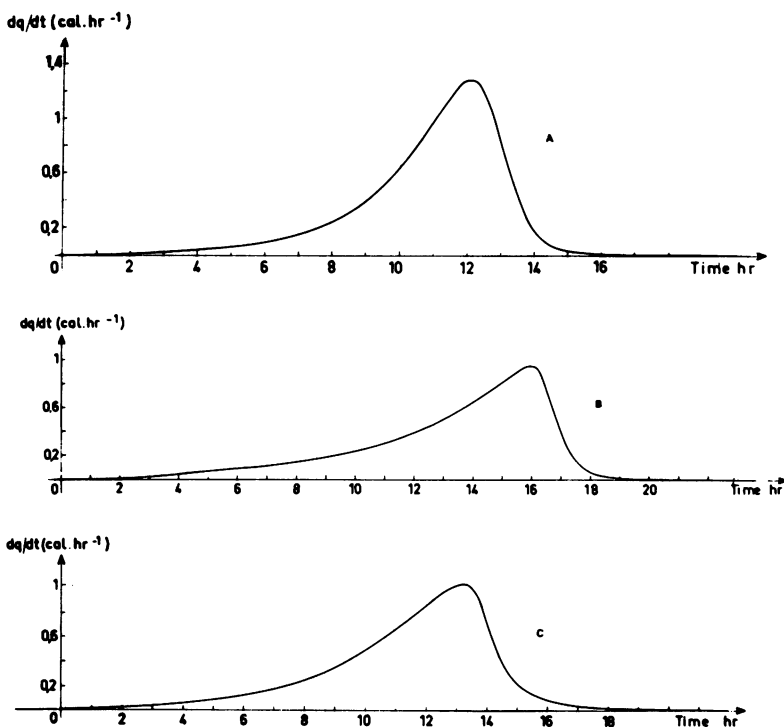 dq/dt (cal.hr -1)
1,4
1
0,6
0,2
A
0 2 4 6 8 10 12 14 16 Time hr
dq/dt (cal.hr -1)
1
0,6
0,2
B
0 2 4 6 8 10 12 14 16 18 20 Time hr
dq/dt (cal.hr -1)
1
0,6
0,2
C
0 2 4 6 8 10 12 14 16 18 Time hr